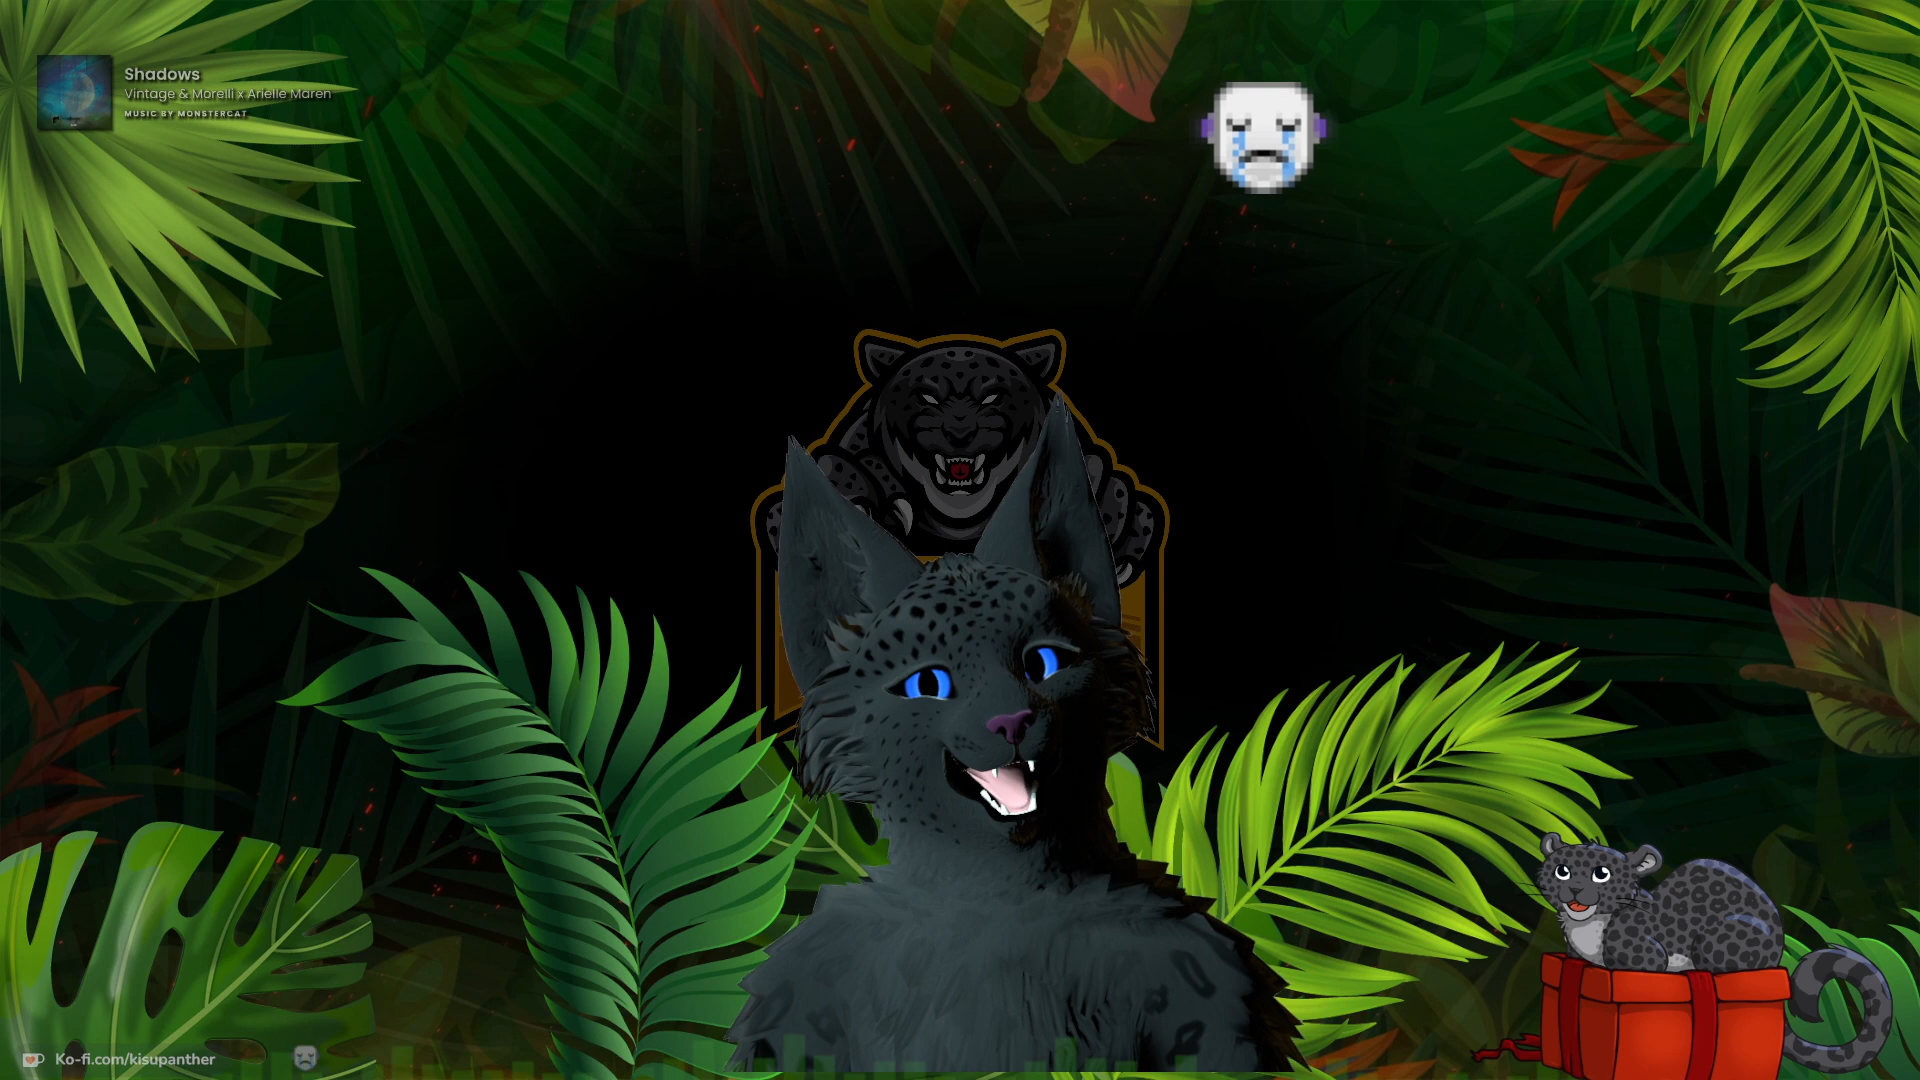 Shadows
Vintage & Morelli x Arielle Maren
MUSIC BY MONSTERCAT
Ko-fi.com/kisupanther